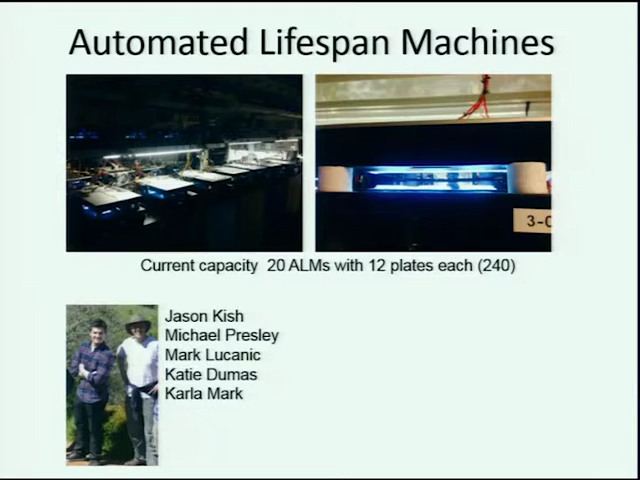 Automated Lifespan Machines
3-0
Current capacity 20 ALMs with 12 plates each (240)
Jason Kish
Michael Presley
Mark Lucanic
Katie Dumas
Karla Mark